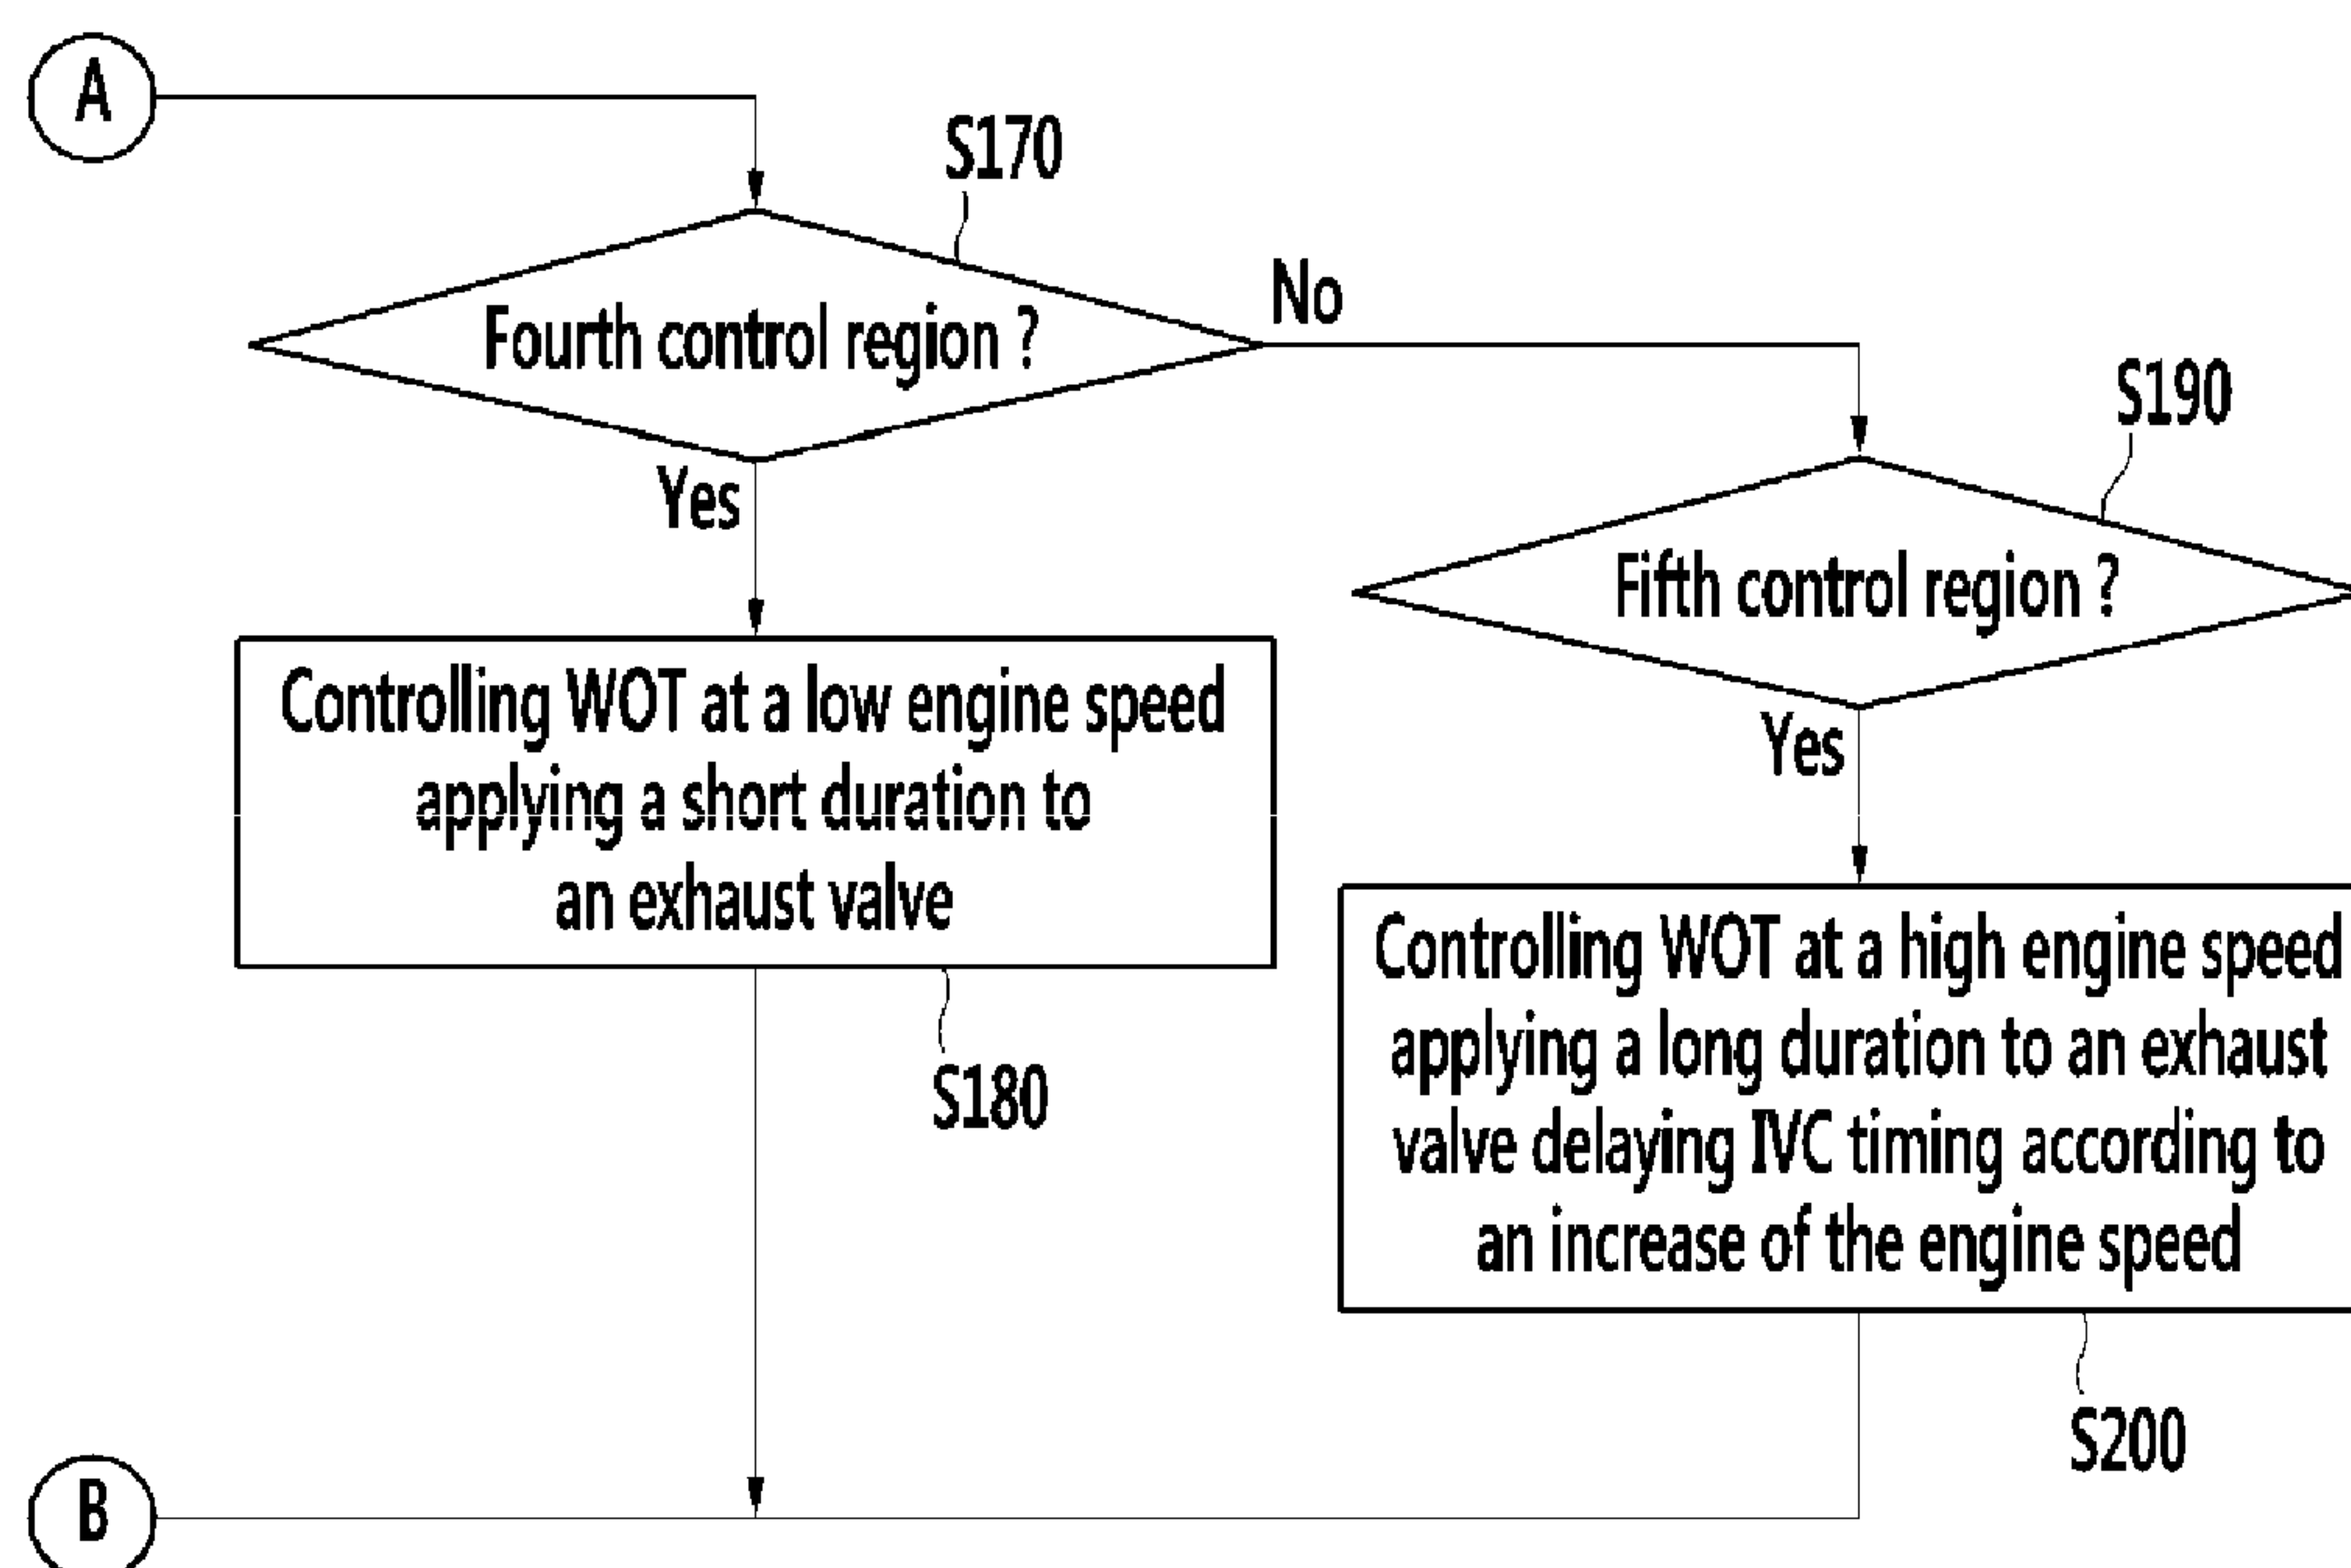 A
S170
Fourth control region ?
No
S190
Yes
Fifth control region ?
Controlling WOT at a low engine speed
applying a short duration to
an exhaust valve
Yes
S180
Controlling WOT at a high engine speed
applying a long duration to an exhaust
valve delaying IVC timing according to
an increase of the engine speed
S200
B